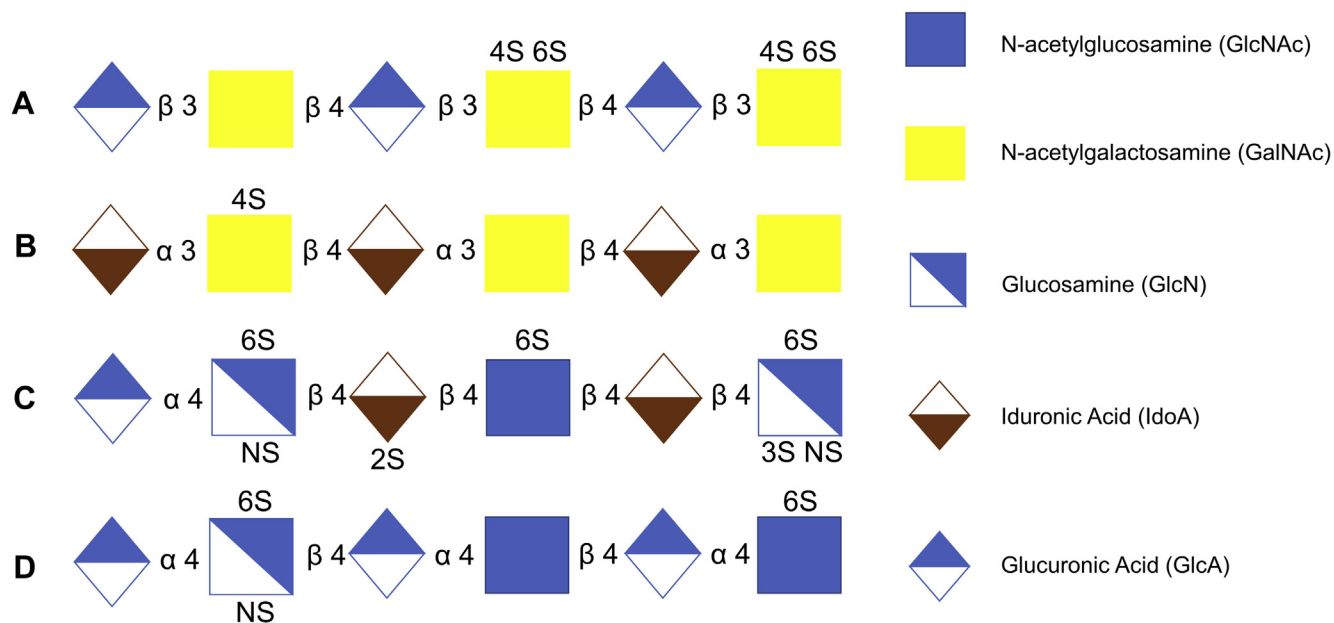 4S 6S 4S 6S
A β 3 β 4 β 3 β 4 β 3
4S
B α 3 β 4 α 3 β 4 α 3
6S 6S 6S
C α 4 β 4 β 4 β 4 β 4
NS 2S 3S NS
6S 6S
D α 4 β 4 α 4 β 4 α 4
NS
N-acetylglucosamine (GlcNAc)
N-acetylgalactosamine (GalNAc)
Glucosamine (GlcN)
Iduronic Acid (IdoA)
Glucuronic Acid (GlcA)